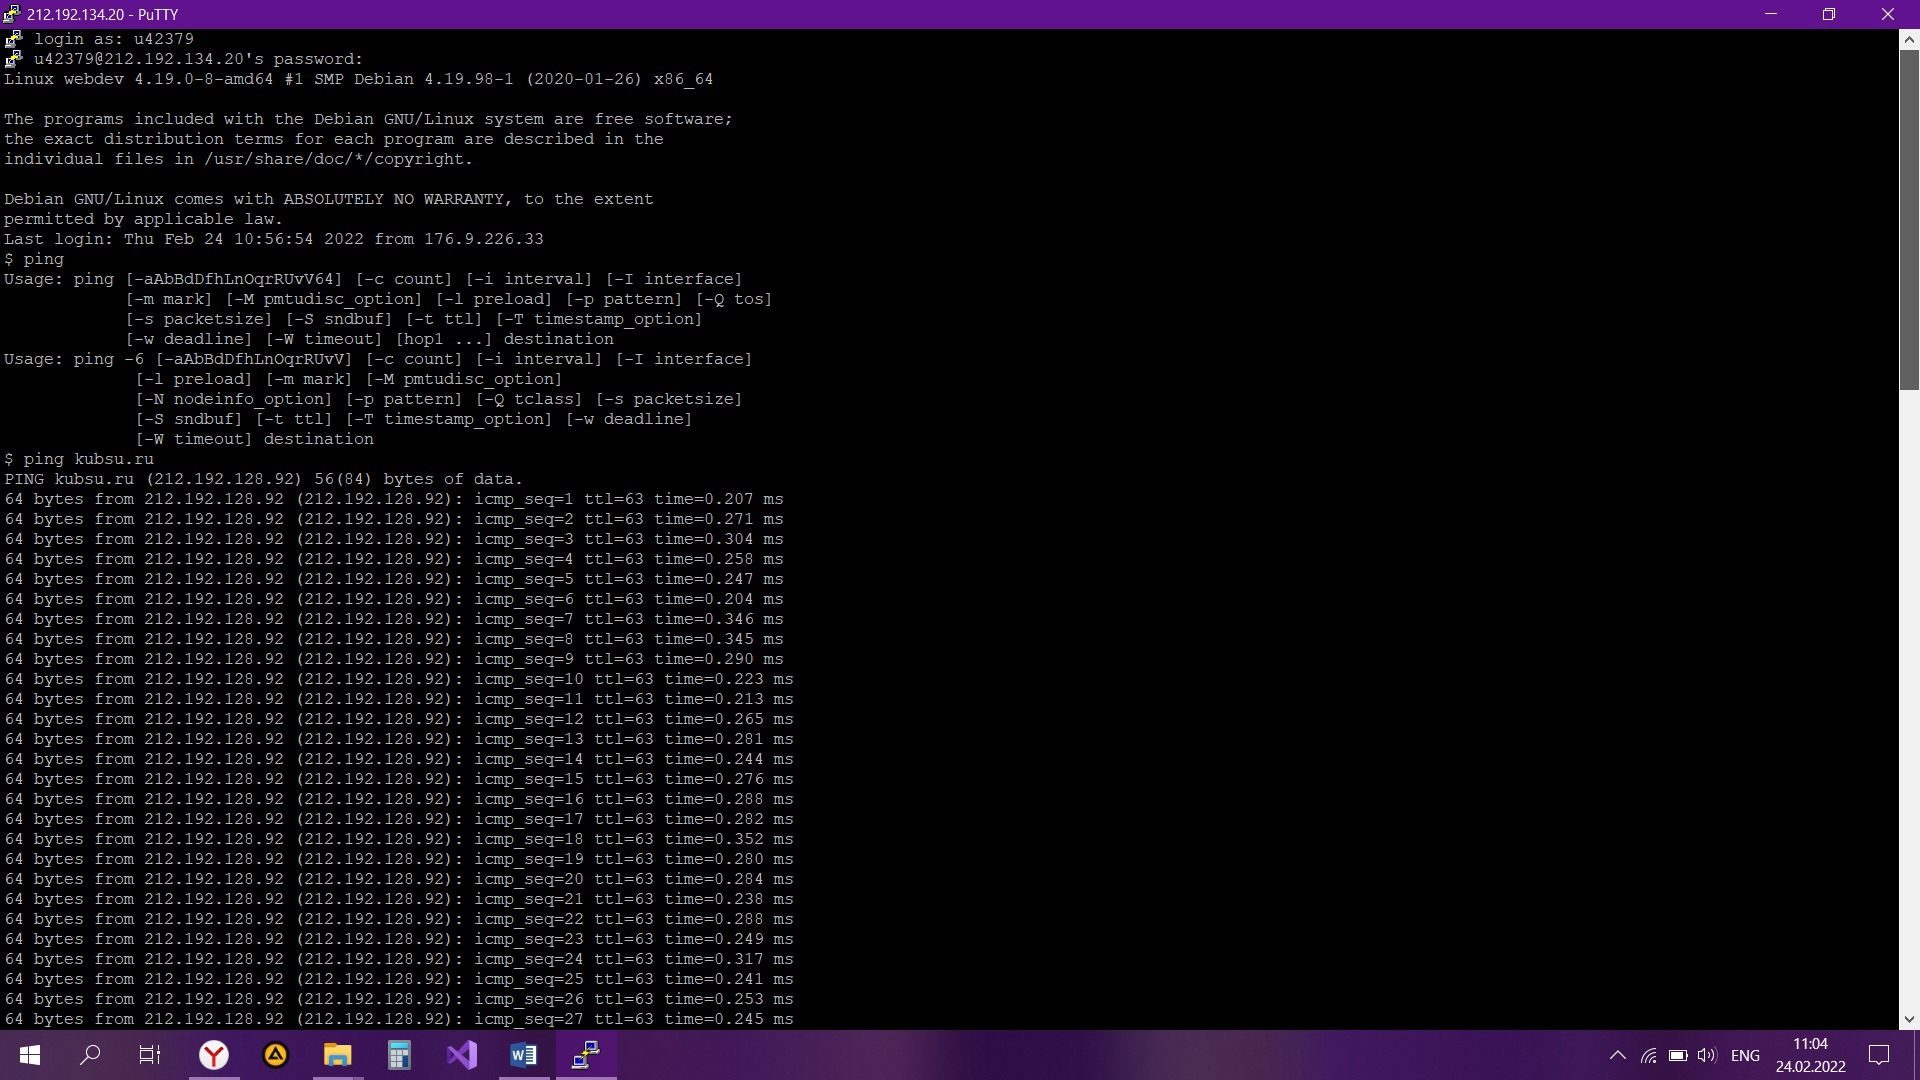 212.192.134.20 - PuTTY
login as: u42379
u42379@212.192.134.20's password:
Linux webdev 4.19.0-8-amd64 #1 SMP Debian 4.19.98-1 (2020-01-26) x86_64
The programs included with the Debian GNU/Linux system are free software;
the exact distribution terms for each program are described in the
individual files in /usr/share/doc/*/copyright.
Debian GNU/Linux comes with ABSOLUTELY NO WARRANTY, to the extent
permitted by applicable law.
Last login: Thu Feb 24 10:56:54 2022 from 176.9.226.33
$ ping
Usage: ping [-aAbBdDfhLnOqrRUvV64] [-c count] [-i interval] [-I interface]
[-m mark] [-M pmtudisc_option] [-l preload] [-p pattern] [-Q tos]
[-s packetsize] [-S sndbuf] [-t ttl] [-T timestamp_option]
[-w deadline] [-W timeout] [hop1 ...] destination
Usage: ping -6 [-aAbBdDfhLnOqrRUvV] [-c count] [-i interval] [-I interface]
[-l preload] [-m mark] [-M pmtudisc_option]
[-N nodeinfo_option] [-p pattern] [-Q tclass] [-s packetsize]
[-S sndbuf] [-t ttl] [-T timestamp_option] [-w deadline]
[-W timeout] destination
$ ping kubsu.ru
PING kubsu.ru (212.192.128.92) 56(84) bytes of data.
64 bytes from 212.192.128.92 (212.192.128.92): icmp_seq=1 ttl=63 time=0.207 ms
64 bytes from 212.192.128.92 (212.192.128.92): icmp_seq=2 ttl=63 time=0.271 ms
64 bytes from 212.192.128.92 (212.192.128.92): icmp_seq=3 ttl=63 time=0.304 ms
64 bytes from 212.192.128.92 (212.192.128.92): icmp_seq=4 ttl=63 time=0.258 ms
64 bytes from 212.192.128.92 (212.192.128.92): icmp_seq=5 ttl=63 time=0.247 ms
64 bytes from 212.192.128.92 (212.192.128.92): icmp_seq=6 ttl=63 time=0.204 ms
64 bytes from 212.192.128.92 (212.192.128.92): icmp_seq=7 ttl=63 time=0.346 ms
64 bytes from 212.192.128.92 (212.192.128.92): icmp_seq=8 ttl=63 time=0.345 ms
64 bytes from 212.192.128.92 (212.192.128.92): icmp_seq=9 ttl=63 time=0.290 ms
64 bytes from 212.192.128.92 (212.192.128.92): icmp_seq=10 ttl=63 time=0.223 ms
64 bytes from 212.192.128.92 (212.192.128.92): icmp_seq=11 ttl=63 time=0.213 ms
64 bytes from 212.192.128.92 (212.192.128.92): icmp_seq=12 ttl=63 time=0.265 ms
64 bytes from 212.192.128.92 (212.192.128.92): icmp_seq=13 ttl=63 time=0.281 ms
64 bytes from 212.192.128.92 (212.192.128.92): icmp_seq=14 ttl=63 time=0.244 ms
64 bytes from 212.192.128.92 (212.192.128.92): icmp_seq=15 ttl=63 time=0.276 ms
64 bytes from 212.192.128.92 (212.192.128.92): icmp_seq=16 ttl=63 time=0.288 ms
64 bytes from 212.192.128.92 (212.192.128.92): icmp_seq=17 ttl=63 time=0.282 ms
64 bytes from 212.192.128.92 (212.192.128.92): icmp_seq=18 ttl=63 time=0.352 ms
64 bytes from 212.192.128.92 (212.192.128.92): icmp_seq=19 ttl=63 time=0.280 ms
64 bytes from 212.192.128.92 (212.192.128.92): icmp_seq=20 ttl=63 time=0.284 ms
64 bytes from 212.192.128.92 (212.192.128.92): icmp_seq=21 ttl=63 time=0.238 ms
64 bytes from 212.192.128.92 (212.192.128.92): icmp_seq=22 ttl=63 time=0.288 ms
64 bytes from 212.192.128.92 (212.192.128.92): icmp_seq=23 ttl=63 time=0.249 ms
64 bytes from 212.192.128.92 (212.192.128.92): icmp_seq=24 ttl=63 time=0.317 ms
64 bytes from 212.192.128.92 (212.192.128.92): icmp_seq=25 ttl=63 time=0.241 ms
64 bytes from 212.192.128.92 (212.192.128.92): icmp_seq=26 ttl=63 time=0.253 ms
64 bytes from 212.192.128.92 (212.192.128.92): icmp_seq=27 ttl=63 time=0.245 ms
ENG
11:04
24.02.2022